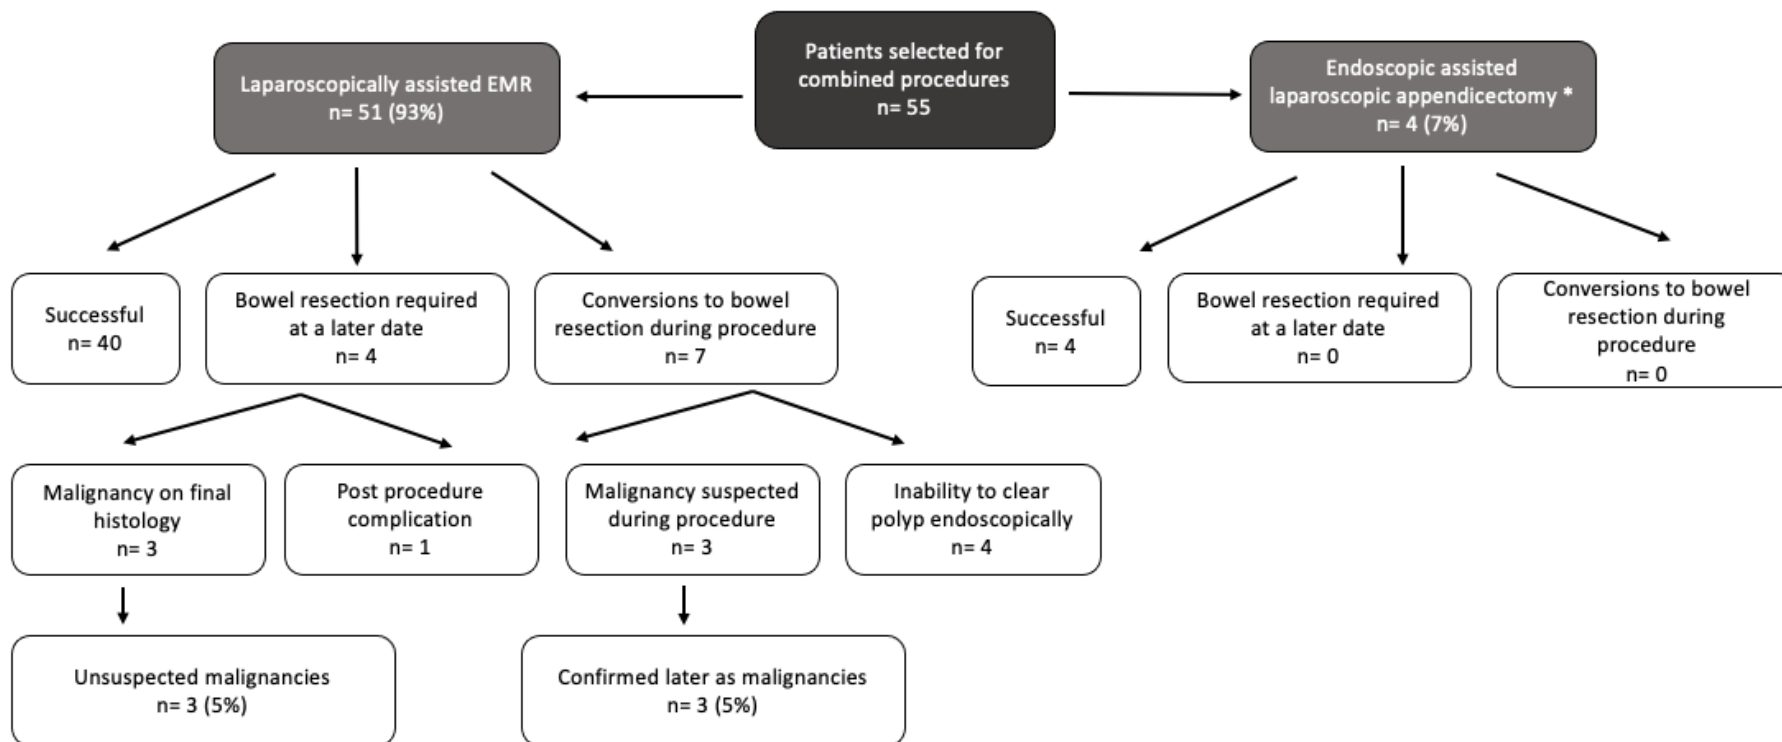 Patients selected for
combined procedures
n= 55
Laparoscopically assisted EMR
n= 51 (93%)
Endoscopic assisted
laparoscopic appendicectomy *
n= 4 (7%)
Successful
n= 40
Bowel resection required
at a later date
n= 4
Conversions to bowel
resection during procedure
n= 7
Successful
n= 4
Bowel resection required
at a later date
n= 0
Conversions to bowel
resection during
procedure
n= 0
Malignancy on final
histology
n= 3
Post procedure
complication
n= 1
Malignancy suspected
during procedure
n= 3
Inability to clear
polyp endoscopically
n= 4
Unsuspected malignancies
n= 3 (5%)
Confirmed later as malignancies
n= 3 (5%)